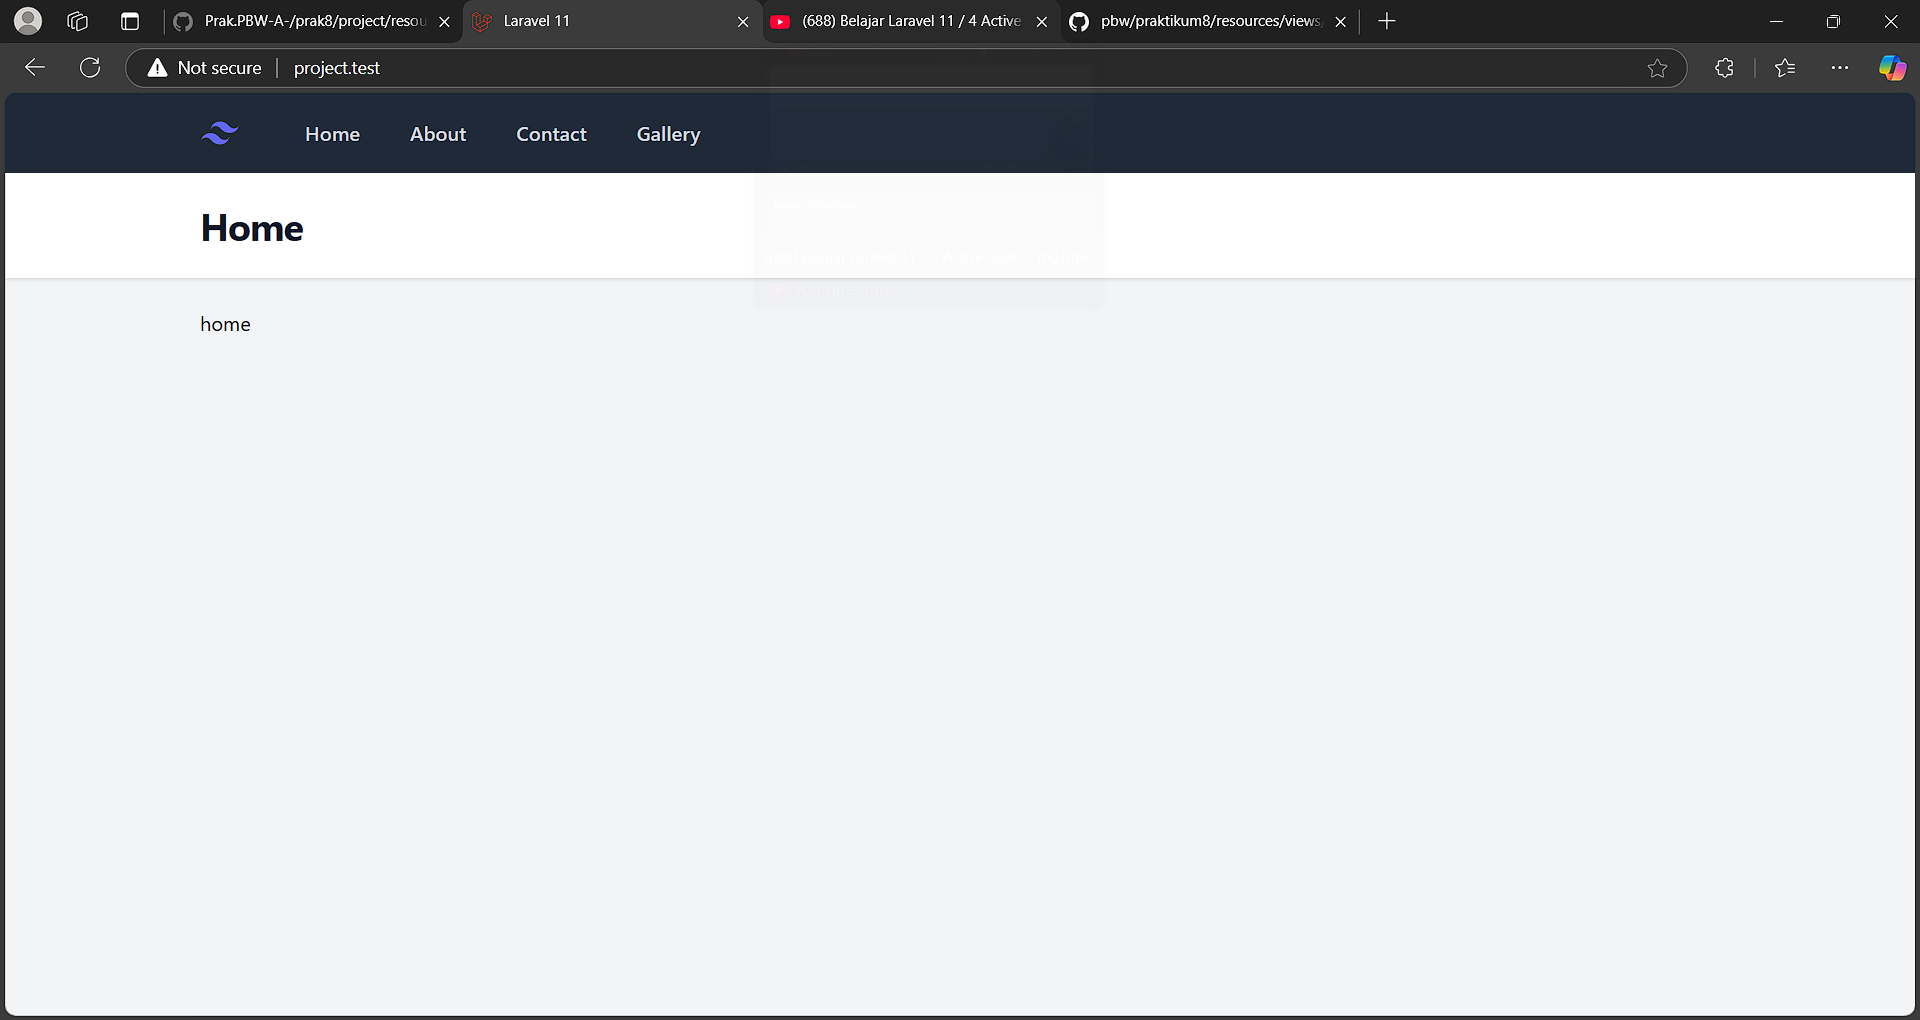 Prak.PBW-A-/prak8/project/resou
Laravel 11
(688) Belajar Laravel 11 / 4 Active
pbw/praktikum8/resources/views/
Not secure
project.test
Home
About
Contact
Gallery
Home
home